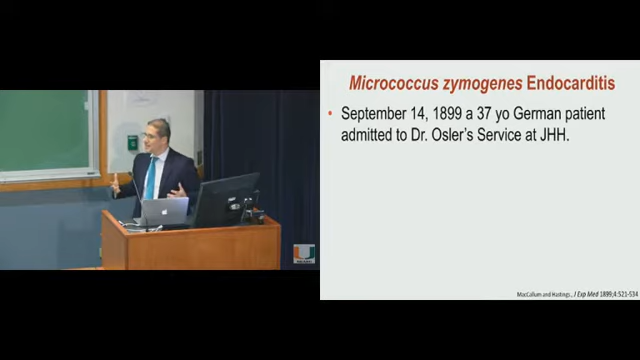 Micrococcus zymogenes Endocarditis
• September 14, 1899 a 37 yo German patient
admitted to Dr. Osler's Service at JHH.
MacCallum and Hastings, J Exp Med 1899;4:521-534